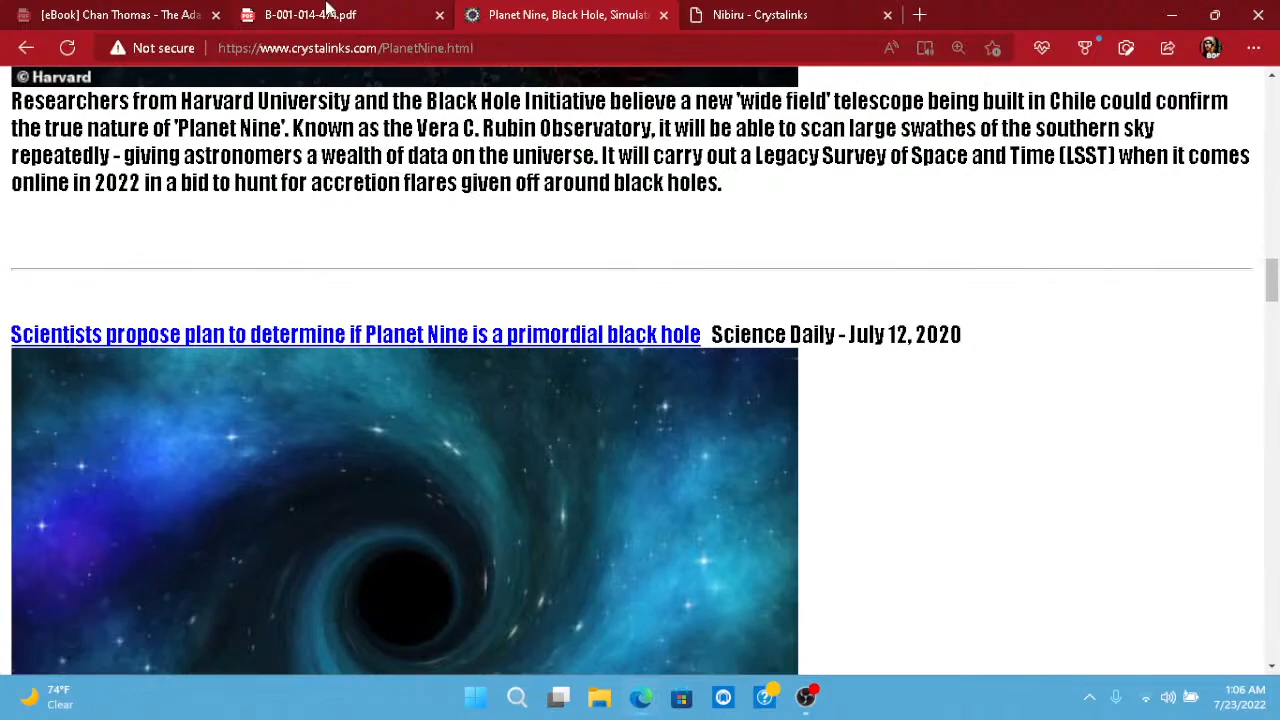 [eBook] Chan Thomas - The Ada
B-001-014-474.pdf
Planet Nine, Black Hole, Simulat
Nibiru - Crystalinks
Not secure
https://www.crystalinks.com/PlanetNine.html
© Harvard
Researchers from Harvard University and the Black Hole Initiative believe a new 'wide field' telescope being built in Chile could confirm
the true nature of 'Planet Nine'. Known as the Vera C. Rubin Observatory, it will be able to scan large swathes of the southern sky
repeatedly - giving astronomers a wealth of data on the universe. It will carry out a Legacy Survey of Space and Time (LSST) when it comes
online in 2022 in a bid to hunt for accretion flares given off around black holes.
Scientists propose plan to determine if Planet Nine is a primordial black hole Science Daily - July 12, 2020
74°F
Clear
1:06 AM
7/23/2022